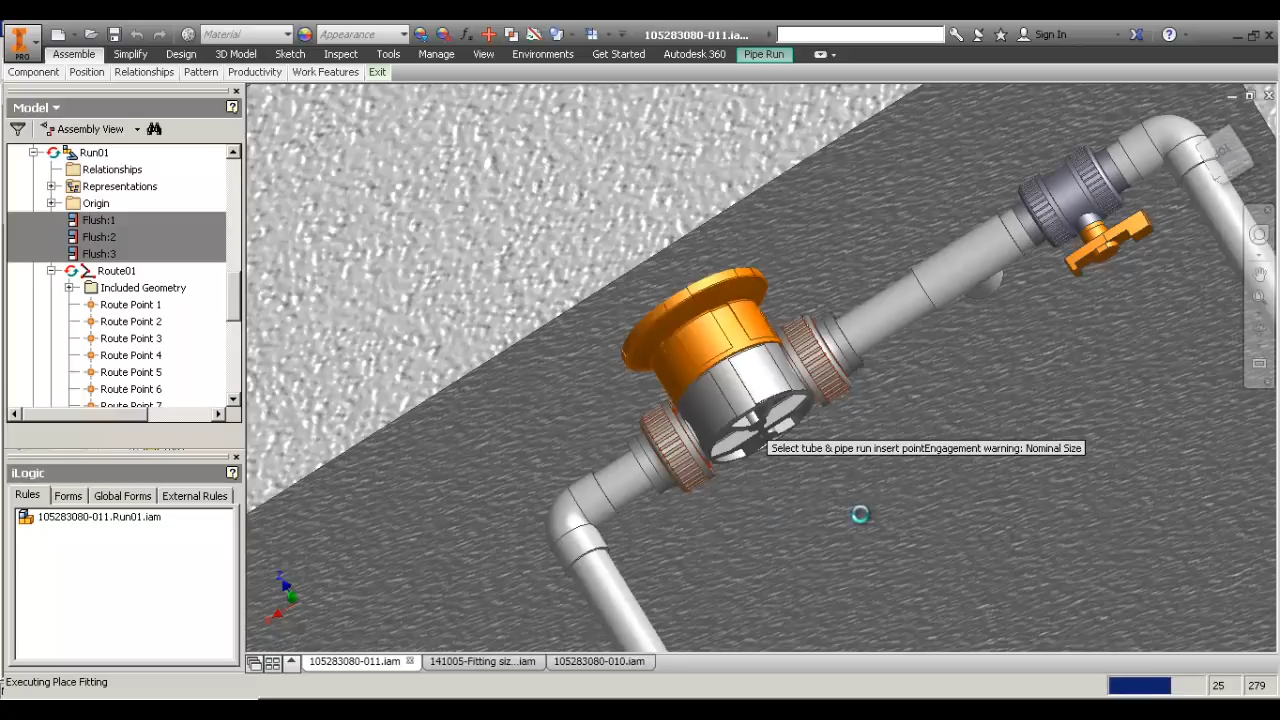 Material
Appearance
105283080-011.ia...
Sign In
PRO
Assemble Simplify Design 3D Model Sketch Inspect Tools Manage View Environments Get Started Autodesk 360 Pipe Run
Component Position Relationships Pattern Productivity Work Features Exit
Model
Assembly View
Run01
Relationships
Representations
Origin
Flush:1
Flush:2
Flush:3
Route01
Included Geometry
Route Point 1
Route Point 2
Route Point 3
Route Point 4
Route Point 5
Route Point 6
Route Point 7
iLogic
Rules Forms Global Forms External Rules
105283080-011.Run01.iam
Select tube & pipe run insert pointEngagement warning: Nominal Size
105283080-011.iam 141005-Fitting siz...iam 105283080-010.iam
Executing Place Fitting
25 279